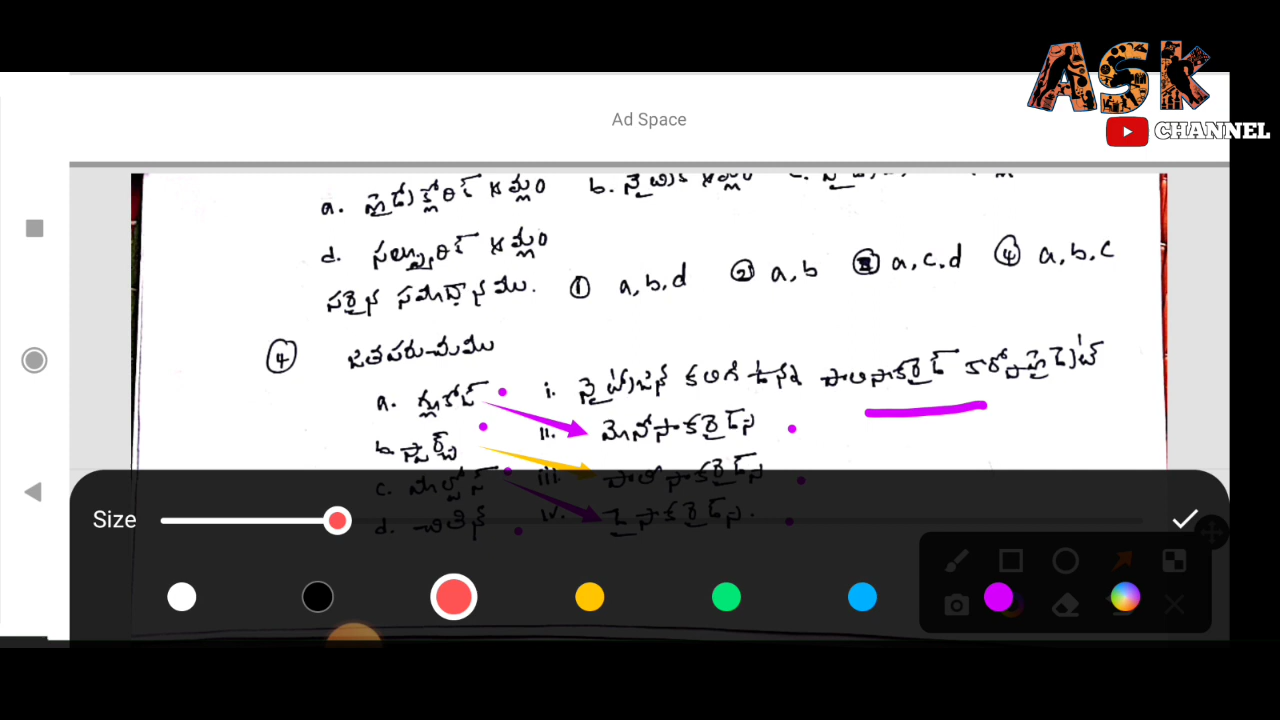 ASK
CHANNEL
Ad Space
a. హైడ్రోక్లోరిక్ ఆమ్లం b. నైట్రిక్ ఆమ్లం
d. సల్ఫ్యూరిక్ ఆమ్లం
సరైన సమాధానము. ① a, b, d ② a, b ③ a, c, d ④ a, b, c
④ జతపరుచుము
a. గ్లుకోజ్ i. నైట్రోజన్ కలిగి ఉన్న పాలిసాకరైడ్ కార్బోహైడ్రేట్
b. స్టార్చ్ ii. మోనోసాకరైడ్స్
c. మాల్టోస్ iii. పాలీసాకరైడ్స్
d. చితిన్ iv. డైసాకరైడ్స్.
Size